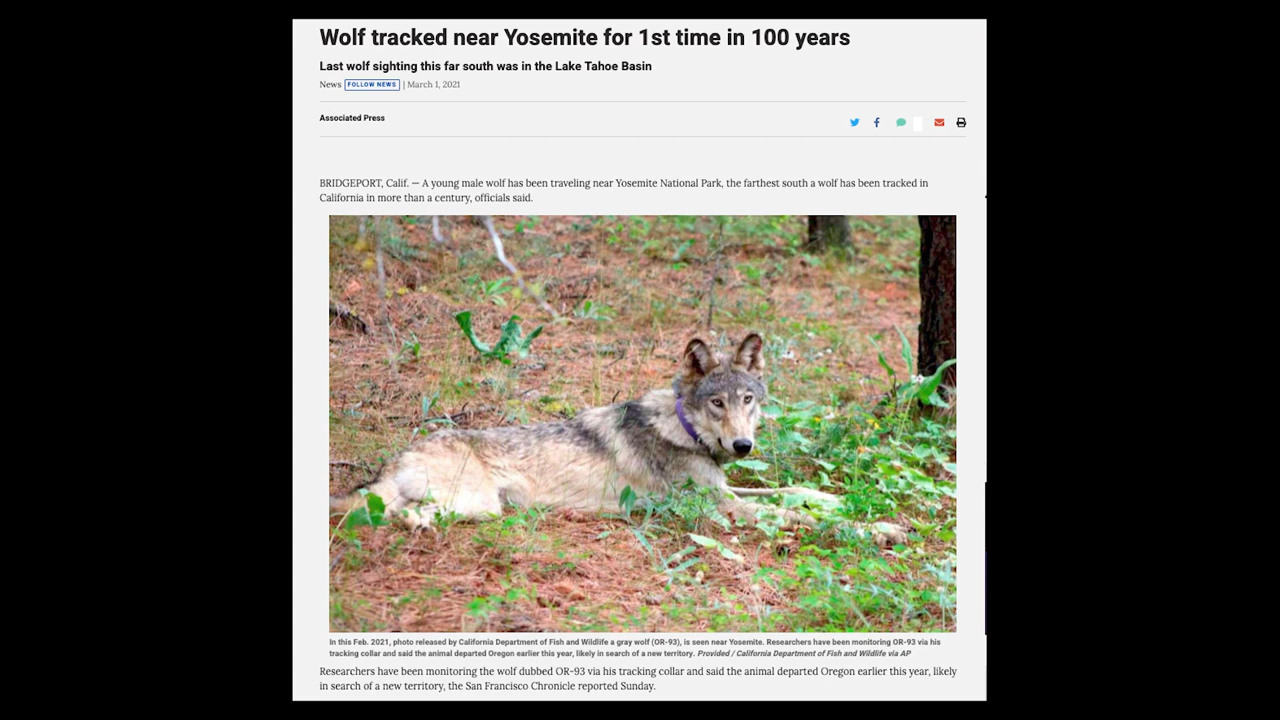 Wolf tracked near Yosemite for 1st time in 100 years
Last wolf sighting this far south was in the Lake Tahoe Basin
News FOLLOW NEWS | March 1, 2021
Associated Press
BRIDGEPORT, Calif. — A young male wolf has been traveling near Yosemite National Park, the farthest south a wolf has been tracked in
California in more than a century, officials said.
In this Feb. 2021, photo released by California Department of Fish and Wildlife a gray wolf (OR-93), is seen near Yosemite. Researchers have been monitoring OR-93 via his
tracking collar and said the animal departed Oregon earlier this year, likely in search of a new territory. Provided / California Department of Fish and Wildlife via AP
Researchers have been monitoring the wolf dubbed OR-93 via his tracking collar and said the animal departed Oregon earlier this year, likely
in search of a new territory, the San Francisco Chronicle reported Sunday.